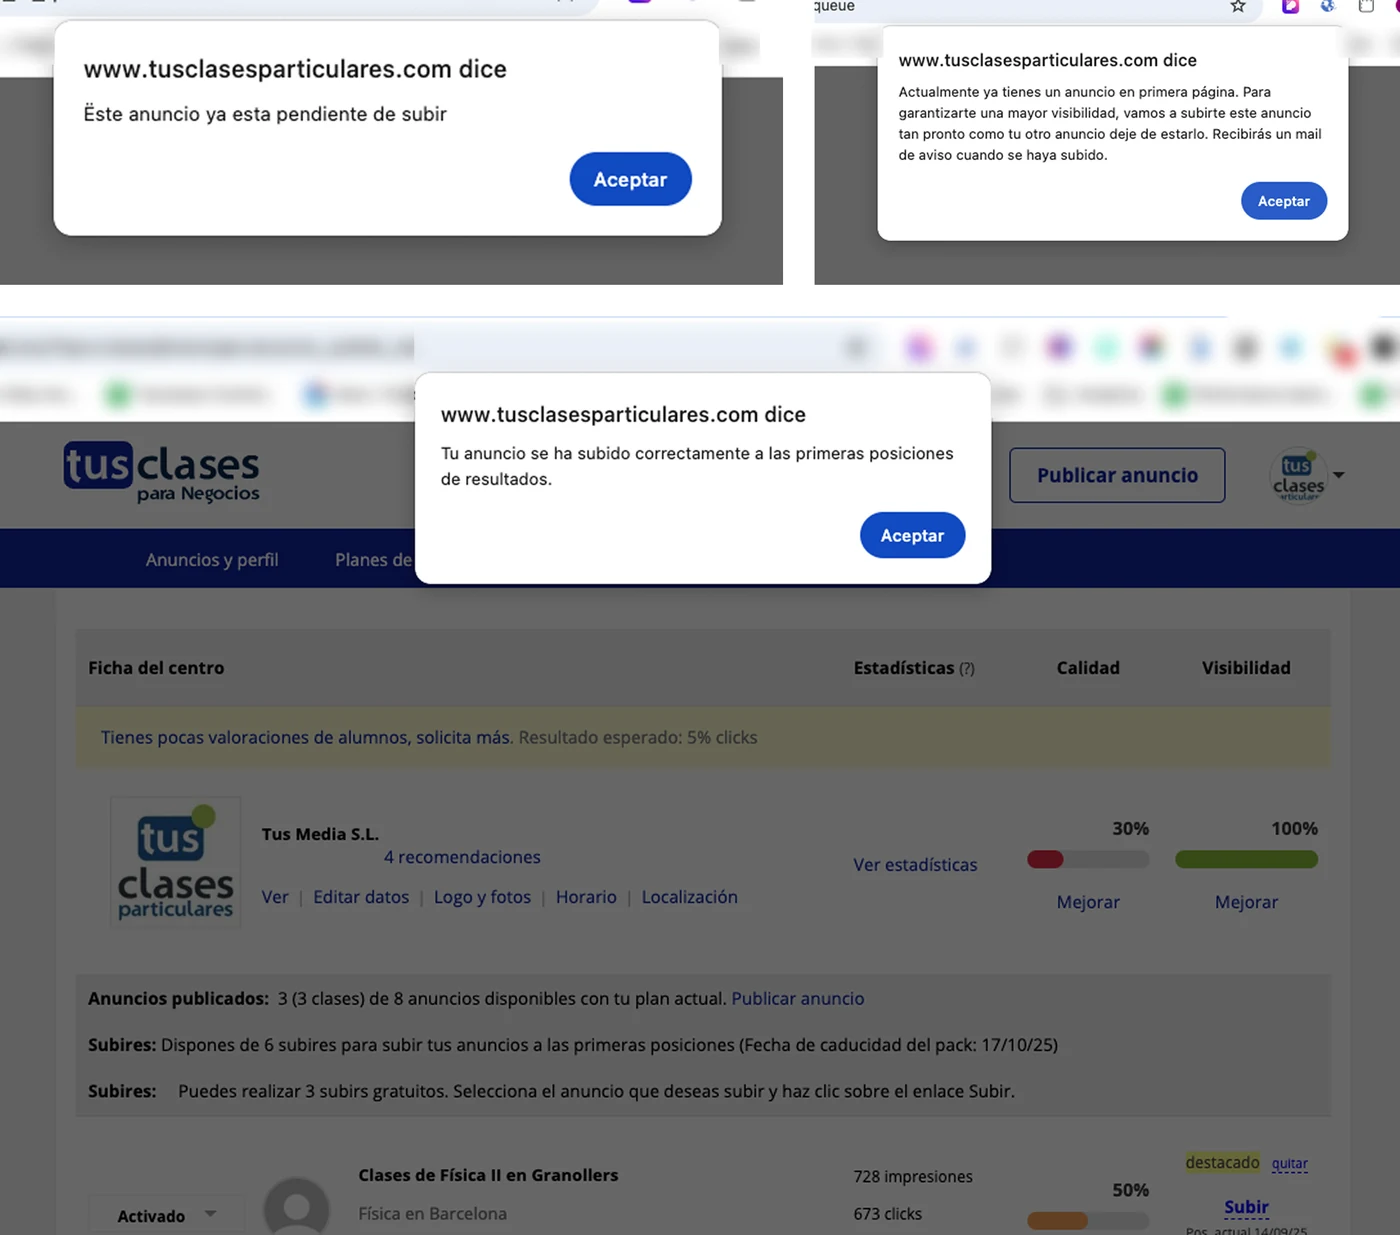 www.tusclasesparticulares.com dice
Ëste anuncio ya esta pendiente de subir
Aceptar
queue
www.tusclasesparticulares.com dice
Actualmente ya tienes un anuncio en primera página. Para
garantizarte una mayor visibilidad, vamos a subirte este anuncio
tan pronto como tu otro anuncio deje de estarlo. Recibirás un mail
de aviso cuando se haya subido.
Aceptar
www.tusclasesparticulares.com dice
Tu anuncio se ha subido correctamente a las primeras posiciones
de resultados.
Aceptar
tusclases
para Negocios
Publicar anuncio
tus
clases
particulares
Anuncios y perfil
Planes de
Ficha del centro
Estadísticas (?)
Calidad
Visibilidad
Tienes pocas valoraciones de alumnos, solicita más. Resultado esperado: 5% clicks
tus
clases
particulares
Tus Media S.L.
4 recomendaciones
Ver | Editar datos | Logo y fotos | Horario | Localización
Ver estadísticas
30%
Mejorar
100%
Mejorar
Anuncios publicados: 3 (3 clases) de 8 anuncios disponibles con tu plan actual. Publicar anuncio
Subires: Dispones de 6 subires para subir tus anuncios a las primeras posiciones (Fecha de caducidad del pack: 17/10/25)
Subires: Puedes realizar 3 subirs gratuitos. Selecciona el anuncio que deseas subir y haz clic sobre el enlace Subir.
Activado
Clases de Física II en Granollers
Física en Barcelona
728 impresiones
673 clicks
50%
destacado quitar
Subir
Pos. actual 14/09/25